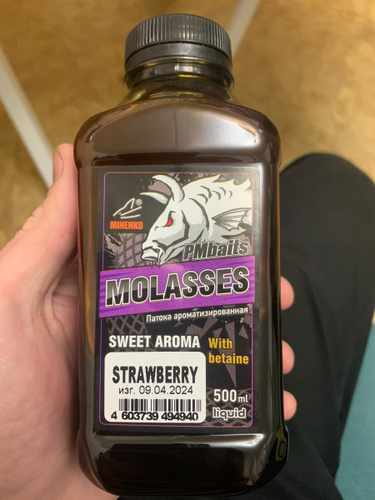 MINENKO
PMbaits
MOLASSES
Патока ароматизированная
SWEET AROMA
With betaine
STRAWBERRY
изг. 09.04.2024
4 603739 494940
500ml
liquid